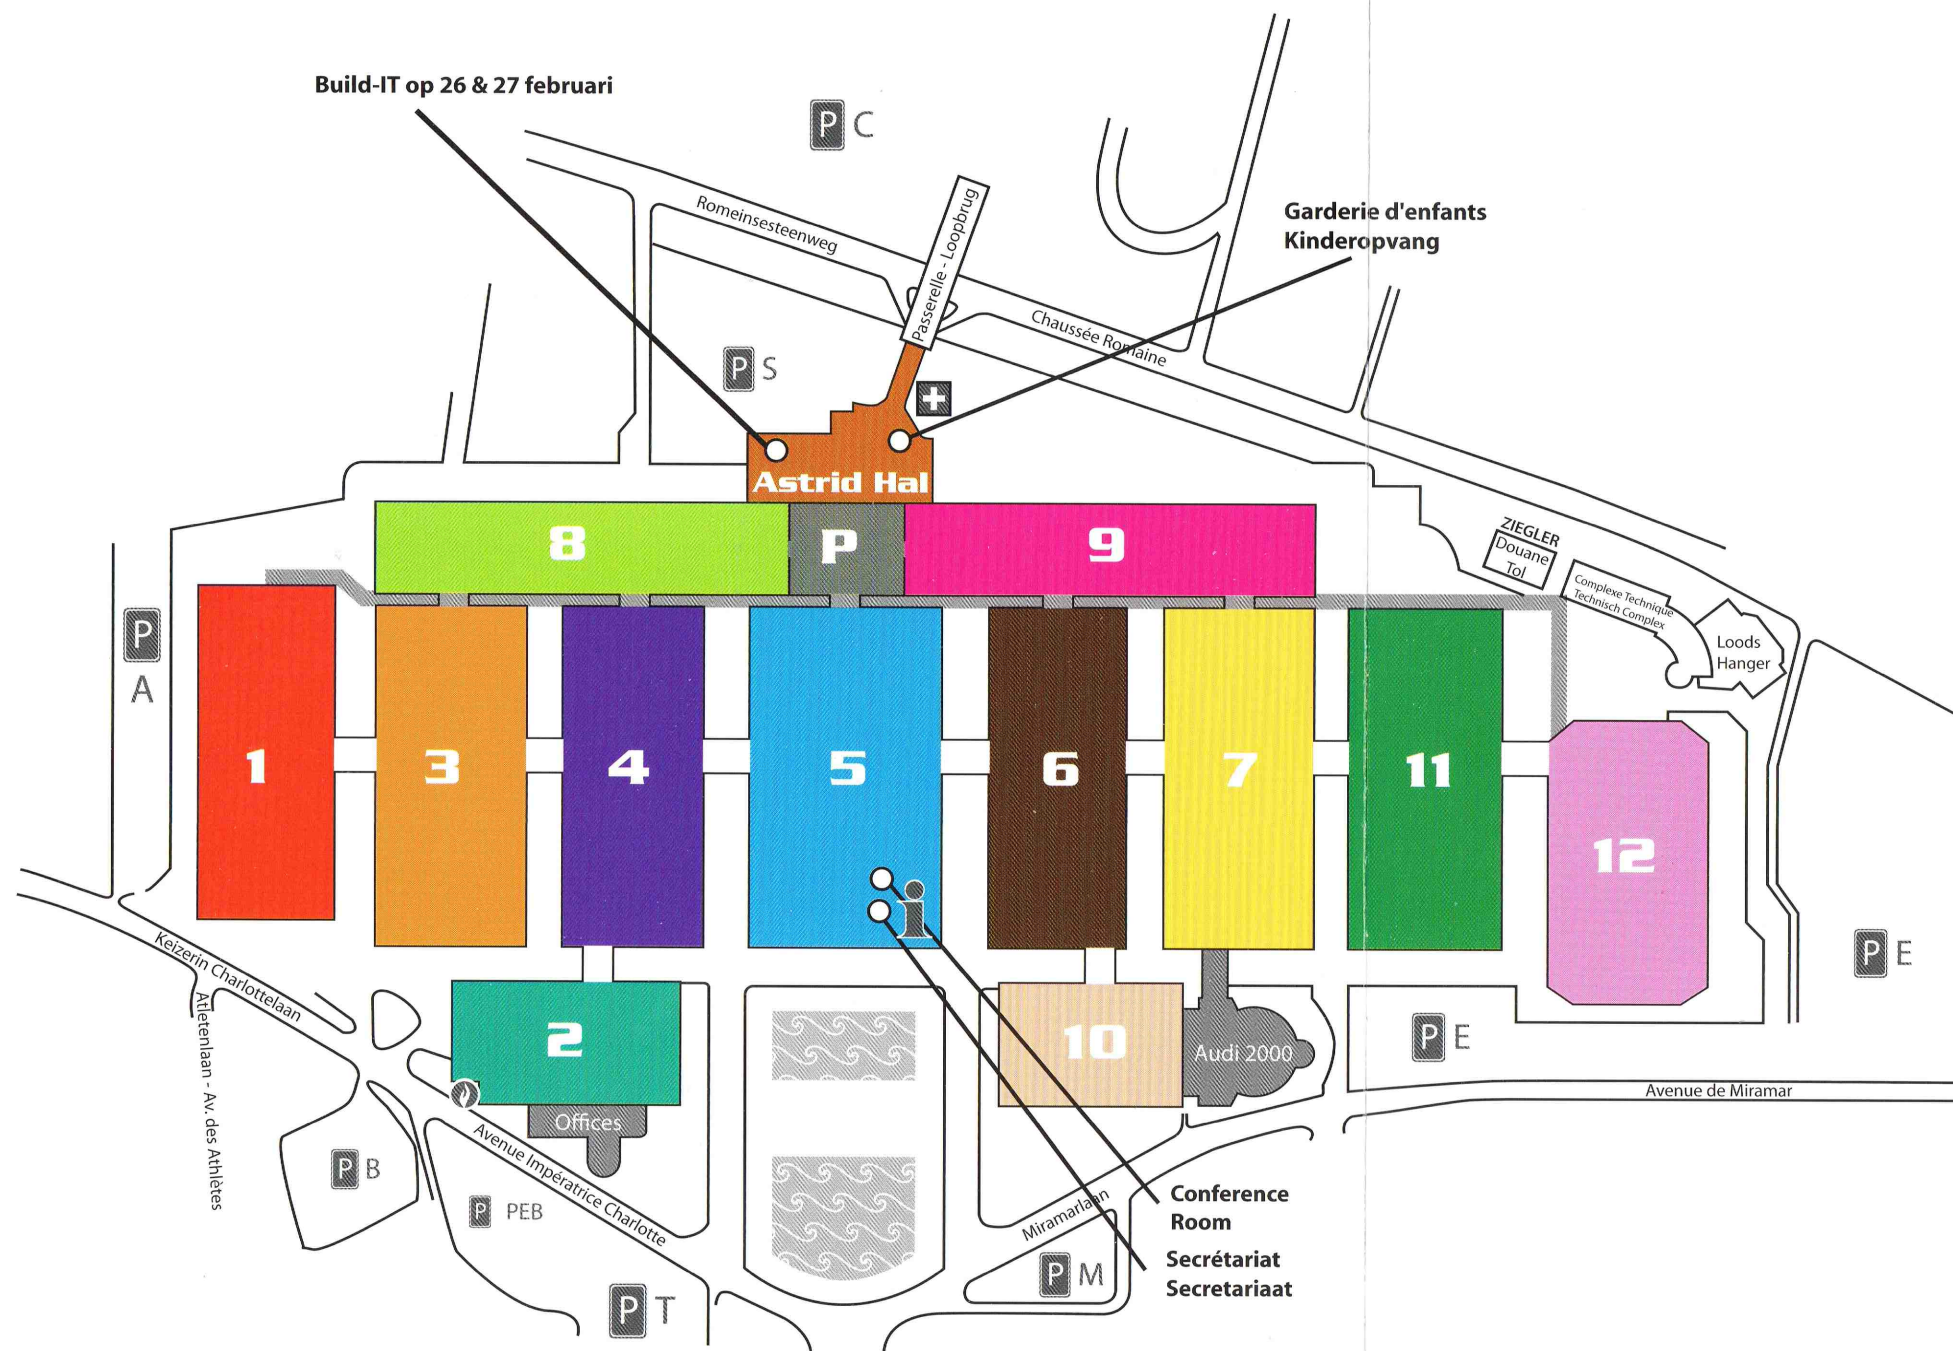 Build-IT op 26 & 27 februari
P C
Romeinsesteenweg
Passerelle - Loopbrug
Garderie d'enfants
Kinderopvang
Chaussée Romaine
P S
Astrid Hal
8
P
9
ZIEGLER
Douane
Tol
Complexe Technique
Technisch Complex
Loods
Hanger
P
A
1
3
4
5
6
7
11
12
i
Keizerin Charlottelaan
Atletenlaan - Av. des Athlètes
2
Offices
10
Audi 2000
P E
P E
Avenue de Miramar
P B
P PEB
Avenue Impératrice Charlotte
P T
Miramarlaan
P M
Conference
Room
Secrétariat
Secretariaat